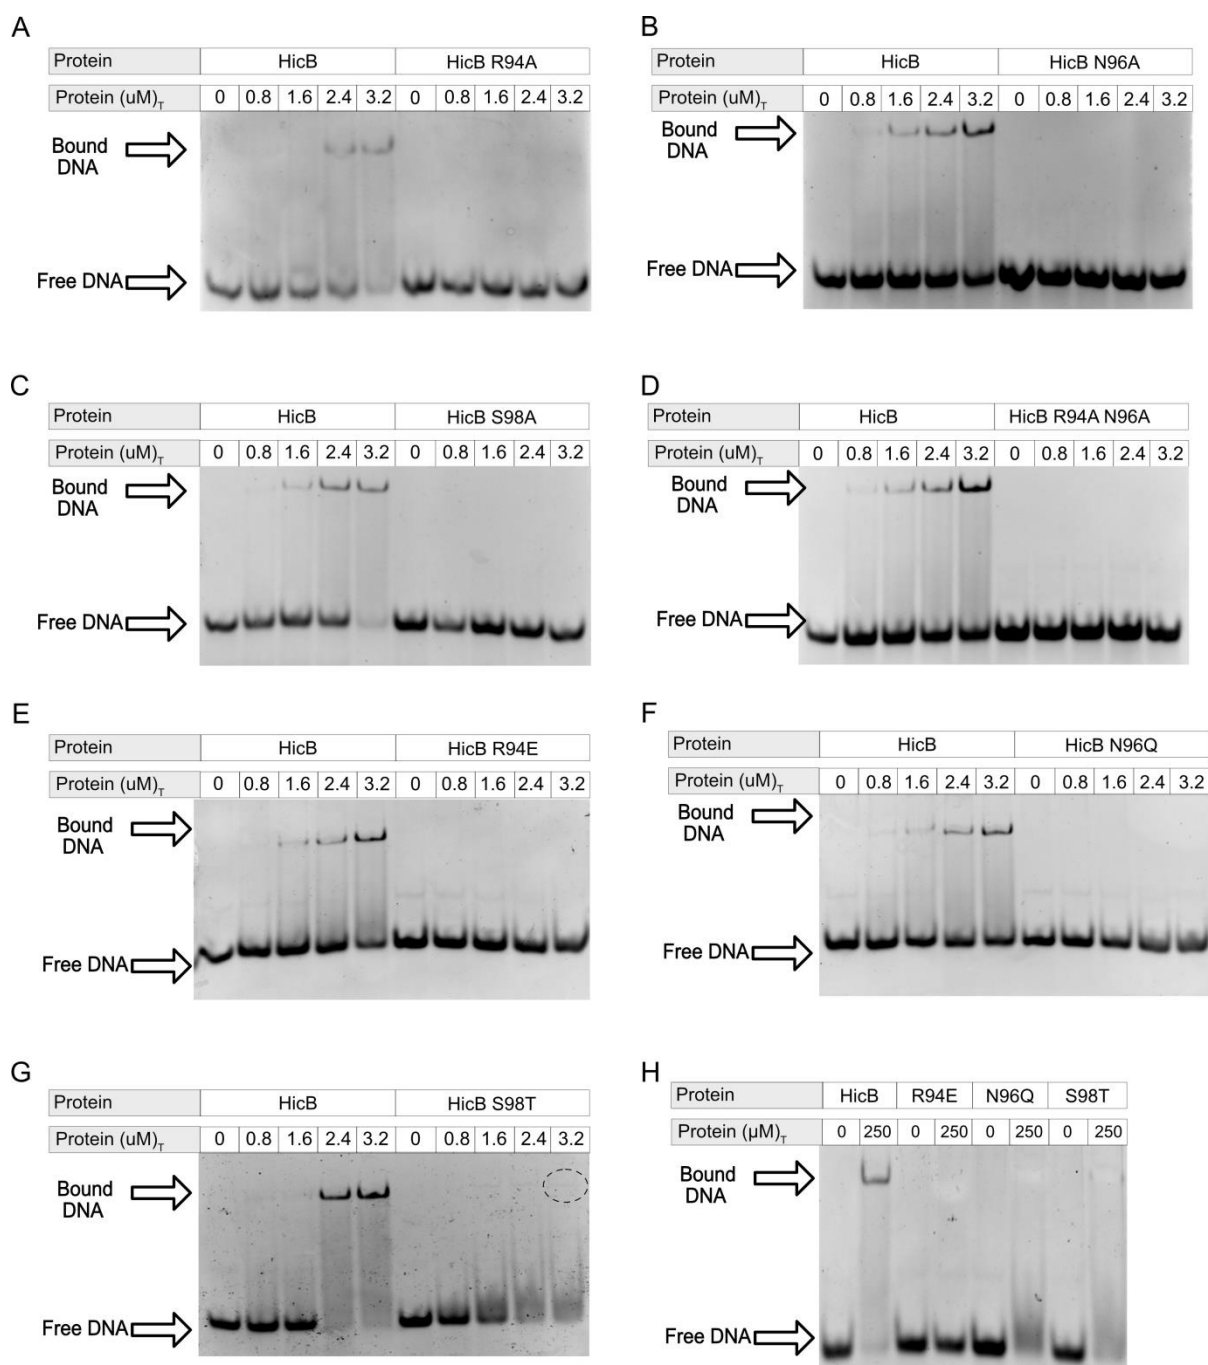 A
Protein HicB HicB R94A
Protein (uM)T 0 0.8 1.6 2.4 3.2 0 0.8 1.6 2.4 3.2
Bound
DNA
Free DNA
B
Protein HicB HicB N96A
Protein (uM)T 0 0.8 1.6 2.4 3.2 0 0.8 1.6 2.4 3.2
Bound
DNA
Free DNA
C
Protein HicB HicB S98A
Protein (uM)T 0 0.8 1.6 2.4 3.2 0 0.8 1.6 2.4 3.2
Bound
DNA
Free DNA
D
Protein HicB HicB R94A N96A
Protein (uM)T 0 0.8 1.6 2.4 3.2 0 0.8 1.6 2.4 3.2
Bound
DNA
Free DNA
E
Protein HicB HicB R94E
Protein (uM)T 0 0.8 1.6 2.4 3.2 0 0.8 1.6 2.4 3.2
Bound
DNA
Free DNA
F
Protein HicB HicB N96Q
Protein (uM)T 0 0.8 1.6 2.4 3.2 0 0.8 1.6 2.4 3.2
Bound
DNA
Free DNA
G
Protein HicB HicB S98T
Protein (uM)T 0 0.8 1.6 2.4 3.2 0 0.8 1.6 2.4 3.2
Bound
DNA
Free DNA
H
Protein HicB R94E N96Q S98T
Protein (µM)T 0 250 0 250 0 250 0 250
Bound
DNA
Free DNA